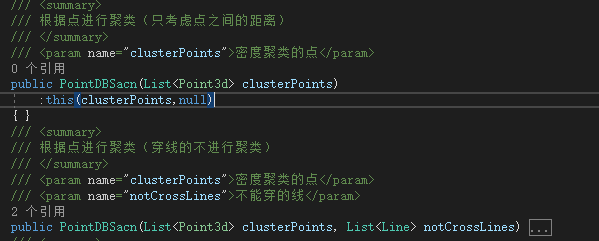 /// <summary>
/// 根据点进行聚类（只考虑点之间的距离）
/// </summary>
/// <param name="clusterPoints">密度聚类的点</param>
0 个引用
public PointDBSacn(List<Point3d> clusterPoints)
:this(clusterPoints,null)
{ }
/// <summary>
/// 根据点进行聚类（穿线的不进行聚类）
/// </summary>
/// <param name="clusterPoints">密度聚类的点</param>
/// <param name="notCrossLines">不能穿的线</param>
2 个引用
public PointDBSacn(List<Point3d> clusterPoints, List<Line> notCrossLines) ...